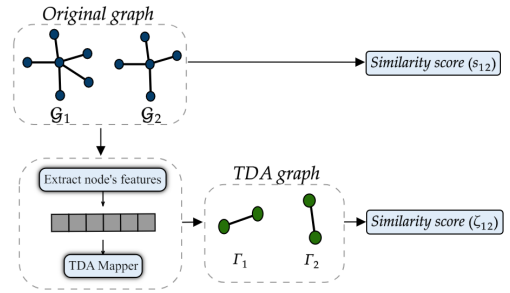 Original graph
𝒢1 𝒢2
Similarity score (s12)
Extract node's features
TDA Mapper
TDA graph
Γ1 Γ2
Similarity score (ζ12)